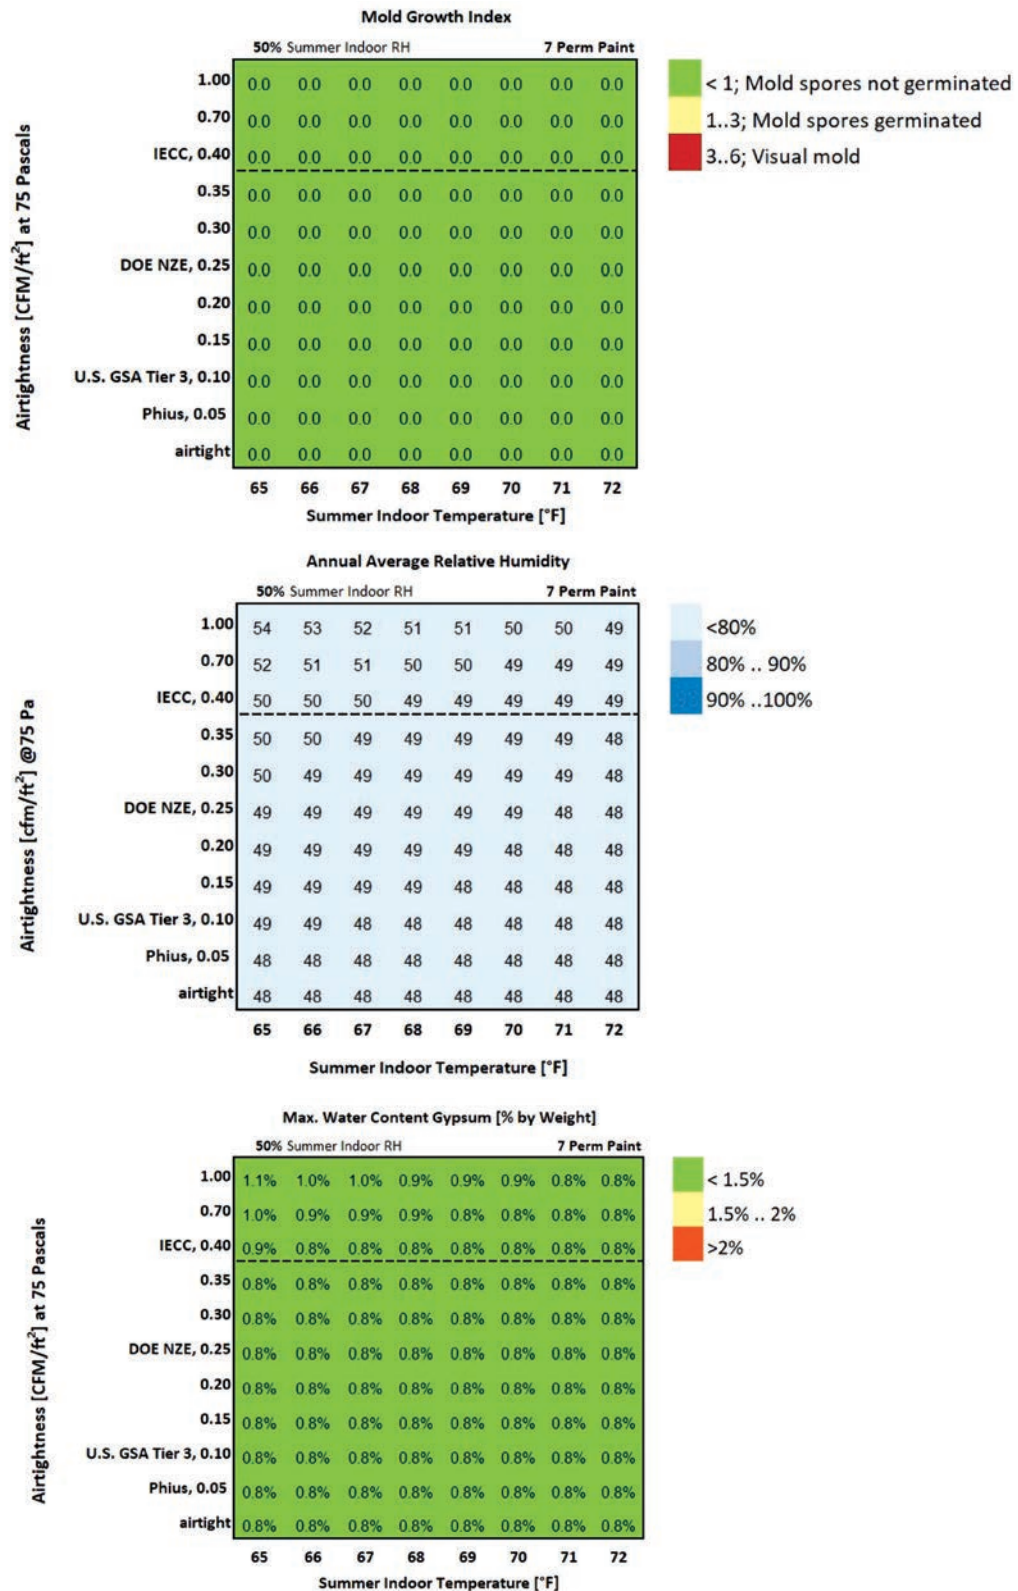 Mold Growth Index
50% Summer Indoor RH 7 Perm Paint
Airtightness [CFM/ft²] at 75 Pascals
1.00 0.0 0.0 0.0 0.0 0.0 0.0 0.0 0.0
0.70 0.0 0.0 0.0 0.0 0.0 0.0 0.0 0.0
IECC, 0.40 0.0 0.0 0.0 0.0 0.0 0.0 0.0 0.0
0.35 0.0 0.0 0.0 0.0 0.0 0.0 0.0 0.0
0.30 0.0 0.0 0.0 0.0 0.0 0.0 0.0 0.0
DOE NZE, 0.25 0.0 0.0 0.0 0.0 0.0 0.0 0.0 0.0
0.20 0.0 0.0 0.0 0.0 0.0 0.0 0.0 0.0
0.15 0.0 0.0 0.0 0.0 0.0 0.0 0.0 0.0
U.S. GSA Tier 3, 0.10 0.0 0.0 0.0 0.0 0.0 0.0 0.0 0.0
Phius, 0.05 0.0 0.0 0.0 0.0 0.0 0.0 0.0 0.0
airtight 0.0 0.0 0.0 0.0 0.0 0.0 0.0 0.0
65 66 67 68 69 70 71 72
Summer Indoor Temperature [°F]
< 1; Mold spores not germinated
1..3; Mold spores germinated
3..6; Visual mold
Annual Average Relative Humidity
50% Summer Indoor RH 7 Perm Paint
Airtightness [cfm/ft²] @75 Pa
1.00 54 53 52 51 51 50 50 49
0.70 52 51 51 50 50 49 49 49
IECC, 0.40 50 50 50 49 49 49 49 49
0.35 50 50 49 49 49 49 49 48
0.30 50 49 49 49 49 49 49 48
DOE NZE, 0.25 49 49 49 49 49 49 48 48
0.20 49 49 49 49 49 48 48 48
0.15 49 49 49 49 48 48 48 48
U.S. GSA Tier 3, 0.10 49 49 48 48 48 48 48 48
Phius, 0.05 48 48 48 48 48 48 48 48
airtight 48 48 48 48 48 48 48 48
65 66 67 68 69 70 71 72
Summer Indoor Temperature [°F]
<80%
80% .. 90%
90% ..100%
Max. Water Content Gypsum [% by Weight]
50% Summer Indoor RH 7 Perm Paint
Airtightness [CFM/ft²] at 75 Pascals
1.00 1.1% 1.0% 1.0% 0.9% 0.9% 0.9% 0.8% 0.8%
0.70 1.0% 0.9% 0.9% 0.9% 0.8% 0.8% 0.8% 0.8%
IECC, 0.40 0.9% 0.8% 0.8% 0.8% 0.8% 0.8% 0.8% 0.8%
0.35 0.8% 0.8% 0.8% 0.8% 0.8% 0.8% 0.8% 0.8%
0.30 0.8% 0.8% 0.8% 0.8% 0.8% 0.8% 0.8% 0.8%
DOE NZE, 0.25 0.8% 0.8% 0.8% 0.8% 0.8% 0.8% 0.8% 0.8%
0.20 0.8% 0.8% 0.8% 0.8% 0.8% 0.8% 0.8% 0.8%
0.15 0.8% 0.8% 0.8% 0.8% 0.8% 0.8% 0.8% 0.8%
U.S. GSA Tier 3, 0.10 0.8% 0.8% 0.8% 0.8% 0.8% 0.8% 0.8% 0.8%
Phius, 0.05 0.8% 0.8% 0.8% 0.8% 0.8% 0.8% 0.8% 0.8%
airtight 0.8% 0.8% 0.8% 0.8% 0.8% 0.8% 0.8% 0.8%
65 66 67 68 69 70 71 72
Summer Indoor Temperature [°F]
< 1.5%
1.5% .. 2%
>2%